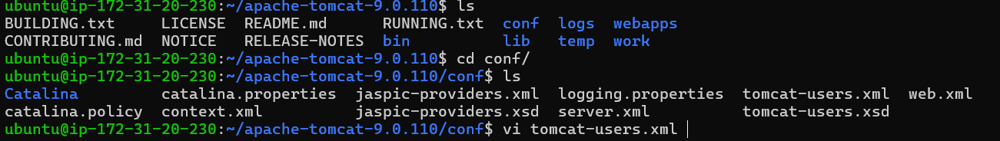 ubuntu@ip-172-31-20-230:~/apache-tomcat-9.0.110$ ls
BUILDING.txt LICENSE README.md RUNNING.txt conf logs webapps
CONTRIBUTING.md NOTICE RELEASE-NOTES bin lib temp work
ubuntu@ip-172-31-20-230:~/apache-tomcat-9.0.110$ cd conf/
ubuntu@ip-172-31-20-230:~/apache-tomcat-9.0.110/conf$ ls
Catalina catalina.properties jaspic-providers.xml logging.properties tomcat-users.xml web.xml
catalina.policy context.xml jaspic-providers.xsd server.xml tomcat-users.xsd
ubuntu@ip-172-31-20-230:~/apache-tomcat-9.0.110/conf$ vi tomcat-users.xml